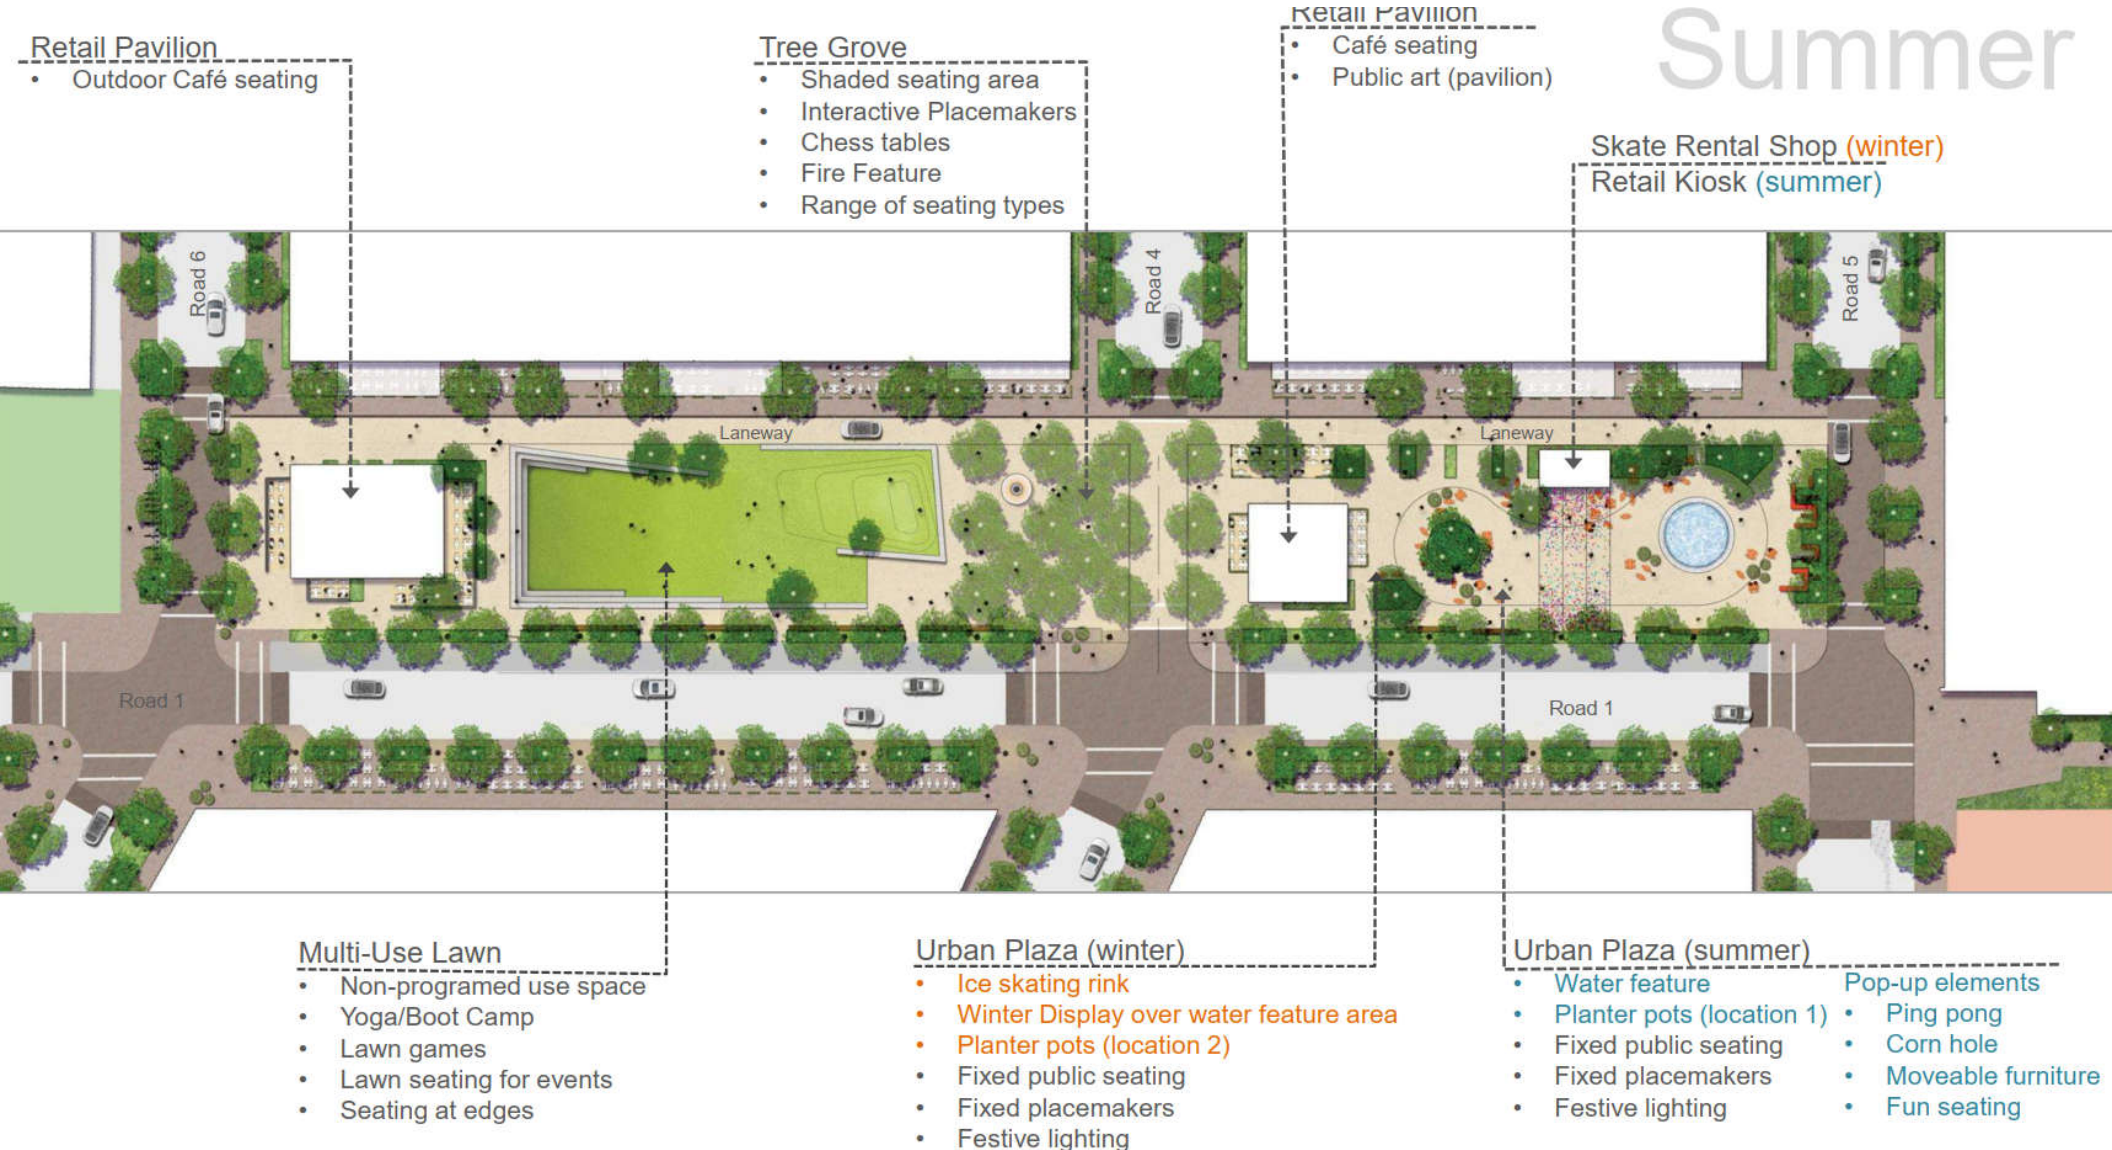 Summer
Retail Pavilion
• Outdoor Café seating
Tree Grove
• Shaded seating area
• Interactive Placemakers
• Chess tables
• Fire Feature
• Range of seating types
Retail Pavilion
• Café seating
• Public art (pavilion)
Skate Rental Shop (winter)
Retail Kiosk (summer)
Road 6
Road 4
Road 5
Laneway
Laneway
Road 1
Road 1
Multi-Use Lawn
• Non-programed use space
• Yoga/Boot Camp
• Lawn games
• Lawn seating for events
• Seating at edges
Urban Plaza (winter)
• Ice skating rink
• Winter Display over water feature area
• Planter pots (location 2)
• Fixed public seating
• Fixed placemakers
• Festive lighting
Urban Plaza (summer)
• Water feature
• Planter pots (location 1)
• Fixed public seating
• Fixed placemakers
• Festive lighting
Pop-up elements
• Ping pong
• Corn hole
• Moveable furniture
• Fun seating